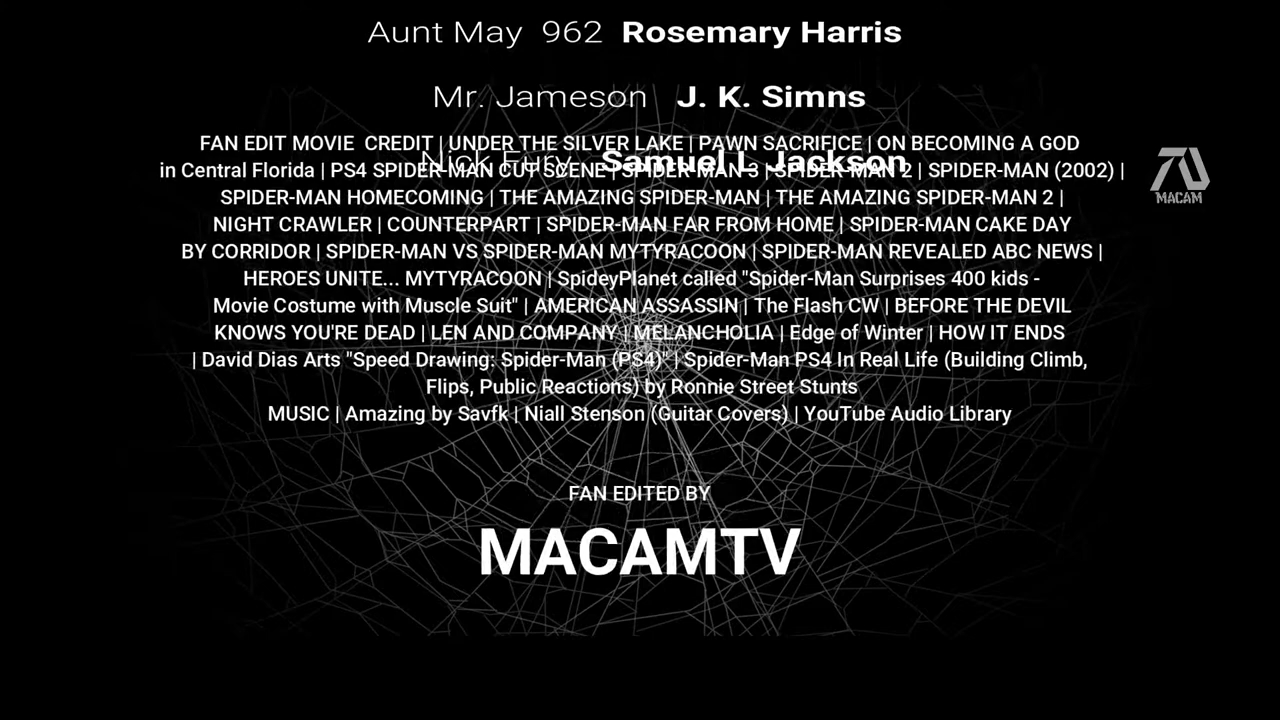 Aunt May 962 Rosemary Harris
Mr. Jameson J. K. Simns
FAN EDIT MOVIE CREDIT | UNDER THE SILVER LAKE | PAWN SACRIFICE | ON BECOMING A GOD
Nick Fury Samuel L. Jackson
in Central Florida | PS4 SPIDER-MAN CUT SCENE | SPIDER-MAN 3 | SPIDER-MAN 2 | SPIDER-MAN (2002) |
SPIDER-MAN HOMECOMING | THE AMAZING SPIDER-MAN | THE AMAZING SPIDER-MAN 2 |
NIGHT CRAWLER | COUNTERPART | SPIDER-MAN FAR FROM HOME | SPIDER-MAN CAKE DAY
BY CORRIDOR | SPIDER-MAN VS SPIDER-MAN MYTYRACOON | SPIDER-MAN REVEALED ABC NEWS |
HEROES UNITE... MYTYRACOON | SpideyPlanet called "Spider-Man Surprises 400 kids -
Movie Costume with Muscle Suit" | AMERICAN ASSASSIN | The Flash CW | BEFORE THE DEVIL
KNOWS YOU'RE DEAD | LEN AND COMPANY | MELANCHOLIA | Edge of Winter | HOW IT ENDS
| David Dias Arts "Speed Drawing: Spider-Man (PS4)" | Spider-Man PS4 In Real Life (Building Climb,
Flips, Public Reactions) by Ronnie Street Stunts
MUSIC | Amazing by Savfk | Niall Stenson (Guitar Covers) | YouTube Audio Library
FAN EDITED BY
MACAMTV
MACAM